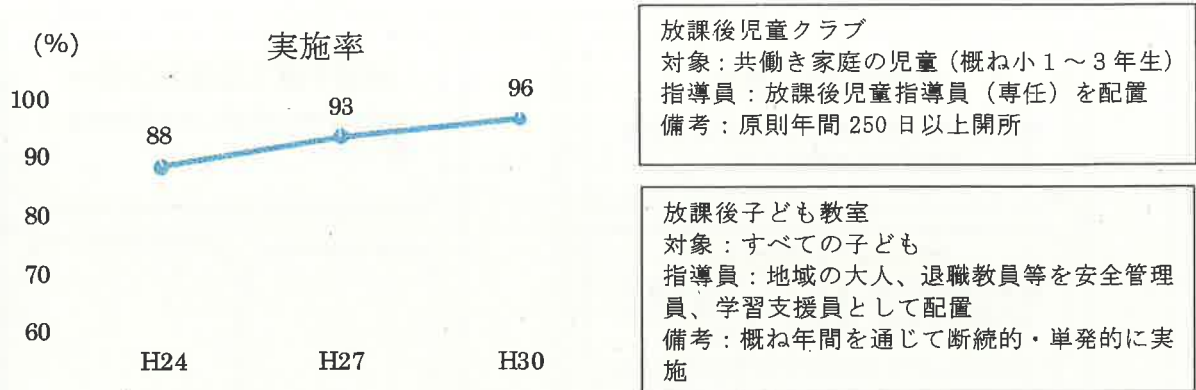 (%)
実施率
100
90
80
70
60
88
93
96
H24
H27
H30
放課後児童クラブ
対象：共働き家庭の児童（概ね小１～３年生）
指導員：放課後児童指導員（専任）を配置
備考：原則年間 250 日以上開所
放課後子ども教室
対象：すべての子ども
指導員：地域の大人、退職教員等を安全管理
員、学習支援員として配置
備考：概ね年間を通じて断続的・単発的に実
施